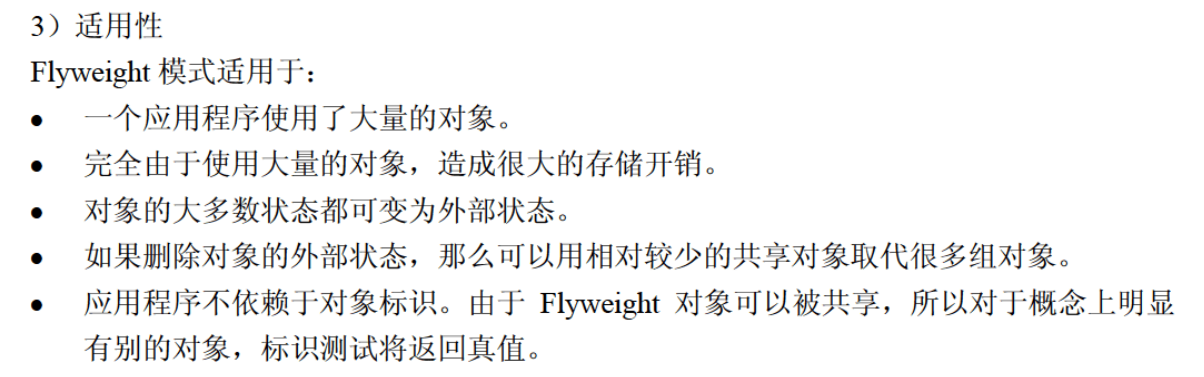 3）适用性
Flyweight 模式适用于：
● 一个应用程序使用了大量的对象。
● 完全由于使用大量的对象，造成很大的存储开销。
● 对象的大多数状态都可变为外部状态。
● 如果删除对象的外部状态，那么可以用相对较少的共享对象取代很多组对象。
● 应用程序不依赖于对象标识。由于 Flyweight 对象可以被共享，所以对于概念上明显
有别的对象，标识测试将返回真值。